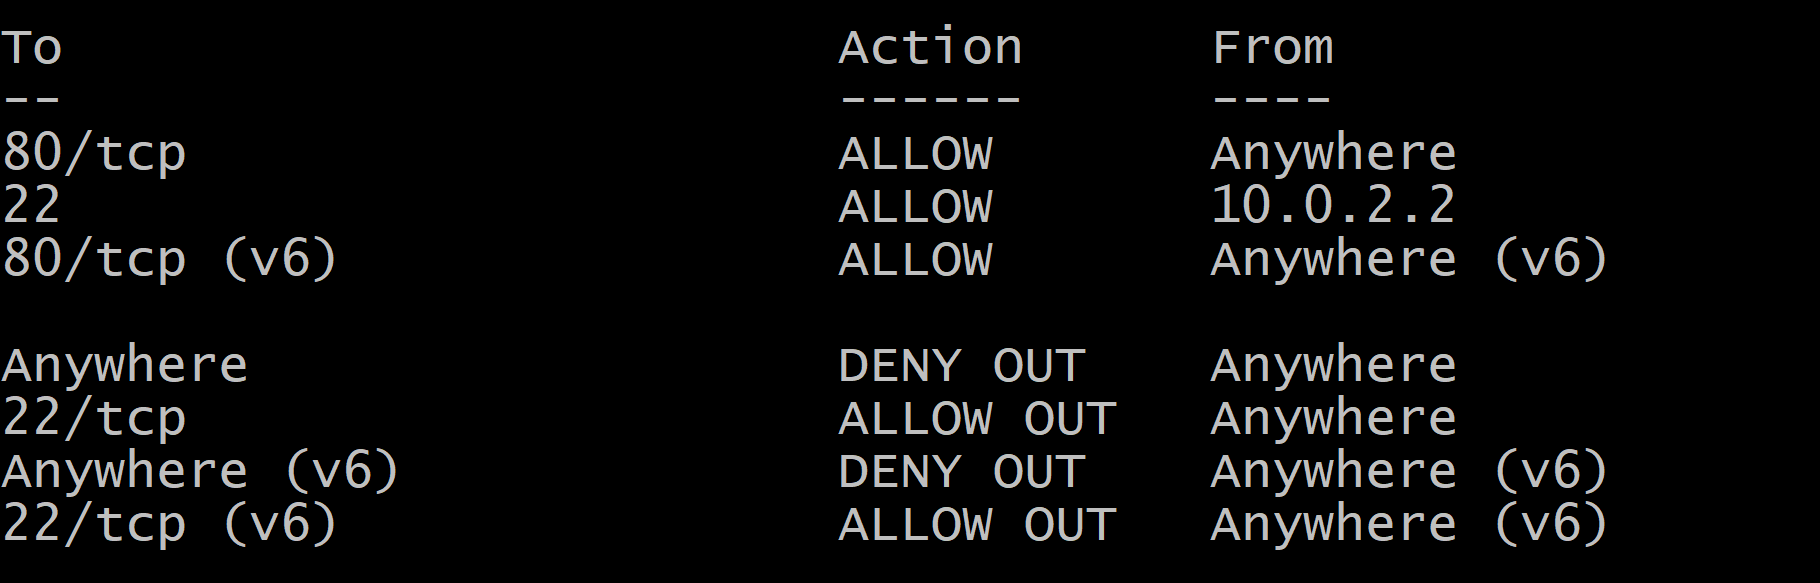 To                         Action      From
--                         ------      ----
80/tcp                     ALLOW       Anywhere
22                         ALLOW       10.0.2.2
80/tcp (v6)                ALLOW       Anywhere (v6)

Anywhere                   DENY OUT    Anywhere
22/tcp                     ALLOW OUT   Anywhere
Anywhere (v6)              DENY OUT    Anywhere (v6)
22/tcp (v6)                ALLOW OUT   Anywhere (v6)